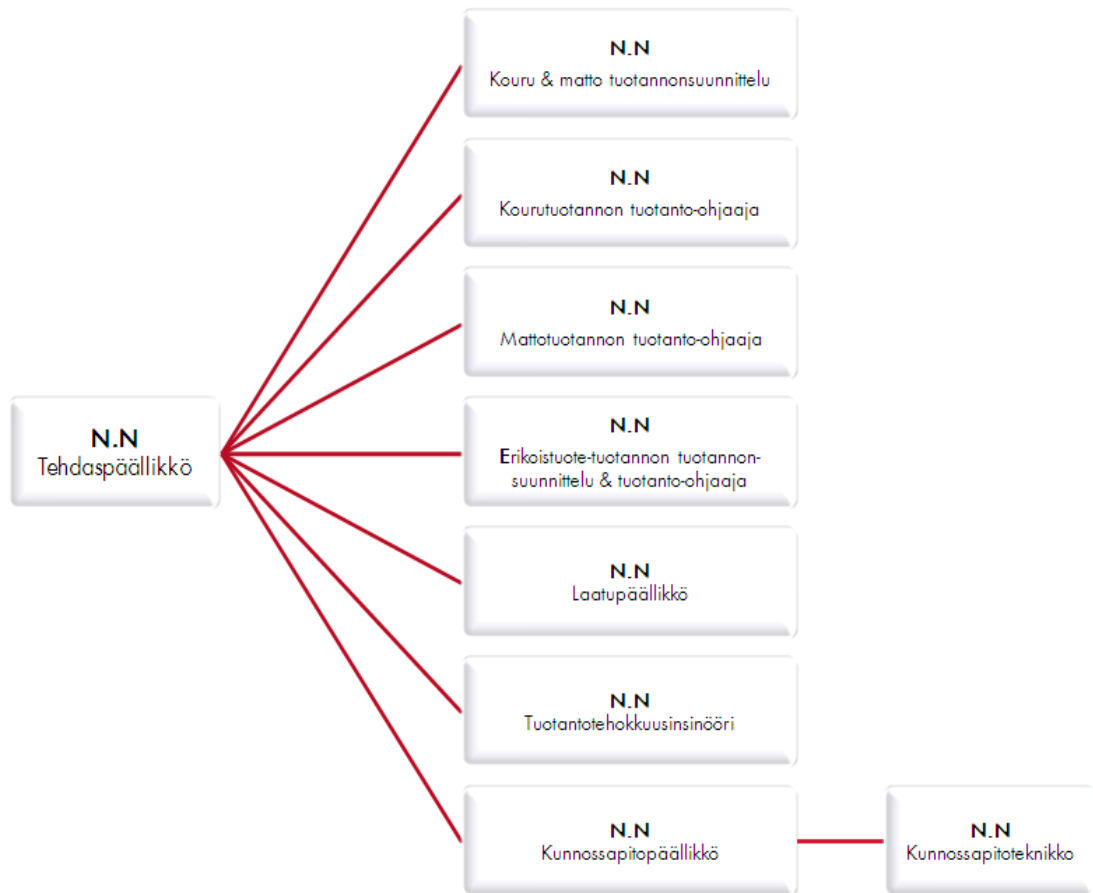 N.N
Kouru & matto tuotannonsuunnittelu
N.N
Kourutuotannon tuotanto-ohjaaja
N.N
Mattotuotannon tuotanto-ohjaaja
N.N
Tehdaspäällikkö
N.N
Erikoistuote-tuotannon tuotannon-
suunnittelu & tuotanto-ohjaaja
N.N
Laatupäällikkö
N.N
Tuotantotehokkuusinsinööri
N.N
Kunnossapitopäällikkö
N.N
Kunnossapitoteknikko